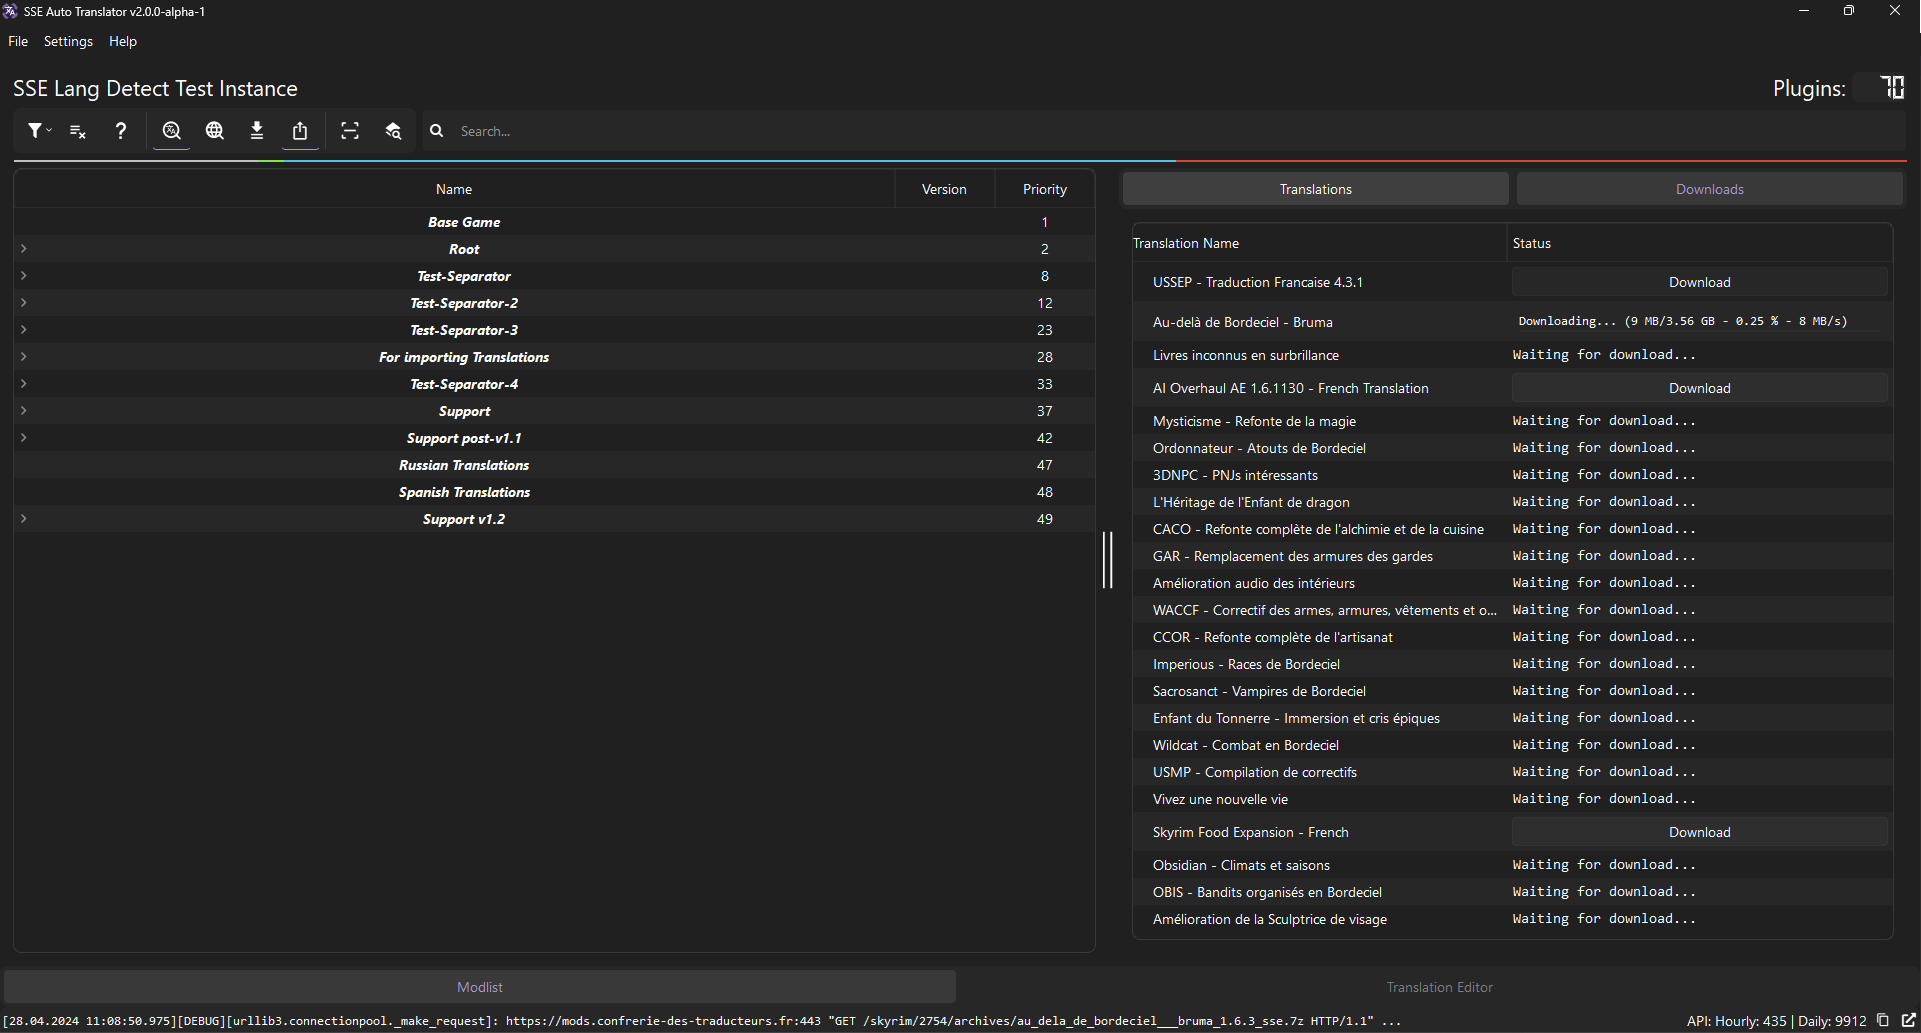 SSE Auto Translator v2.0.0-alpha-1
File Settings Help
SSE Lang Detect Test Instance
Plugins: 70
Search...
Name Version Priority
Base Game 1
Root 2
Test-Separator 8
Test-Separator-2 12
Test-Separator-3 23
For importing Translations 28
Test-Separator-4 33
Support 37
Support post-v1.1 42
Russian Translations 47
Spanish Translations 48
Support v1.2 49
Translations Downloads
Translation Name Status
USSEP - Traduction Francaise 4.3.1 Download
Au-delà de Bordeciel - Bruma Downloading... (9 MB/3.56 GB - 0.25 % - 8 MB/s)
Livres inconnus en surbrillance Waiting for download...
AI Overhaul AE 1.6.1130 - French Translation Download
Mysticisme - Refonte de la magie Waiting for download...
Ordonnateur - Atouts de Bordeciel Waiting for download...
3DNPC - PNJs intéressants Waiting for download...
L'Héritage de l'Enfant de dragon Waiting for download...
CACO - Refonte complète de l'alchimie et de la cuisine Waiting for download...
GAR - Remplacement des armures des gardes Waiting for download...
Amélioration audio des intérieurs Waiting for download...
WACCF - Correctif des armes, armures, vêtements et o... Waiting for download...
CCOR - Refonte complète de l'artisanat Waiting for download...
Imperious - Races de Bordeciel Waiting for download...
Sacrosanct - Vampires de Bordeciel Waiting for download...
Enfant du Tonnerre - Immersion et cris épiques Waiting for download...
Wildcat - Combat en Bordeciel Waiting for download...
USMP - Compilation de correctifs Waiting for download...
Vivez une nouvelle vie Waiting for download...
Skyrim Food Expansion - French Download
Obsidian - Climats et saisons Waiting for download...
OBIS - Bandits organisés en Bordeciel Waiting for download...
Amélioration de la Sculptrice de visage Waiting for download...
Modlist Translation Editor
[28.04.2024 11:08:50.975][DEBUG][urllib3.connectionpool._make_request]: https://mods.confrerie-des-traducteurs.fr:443 "GET /skyrim/2754/archives/au_dela_de_bordeciel___bruma_1.6.3_sse.7z HTTP/1.1" ...
API: Hourly: 435 | Daily: 9912